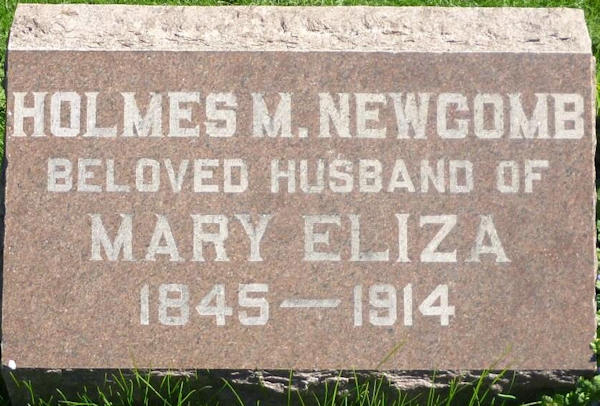 HOLMES M. NEWCOMB
BELOVED HUSBAND OF
MARY ELIZA
1845—1914